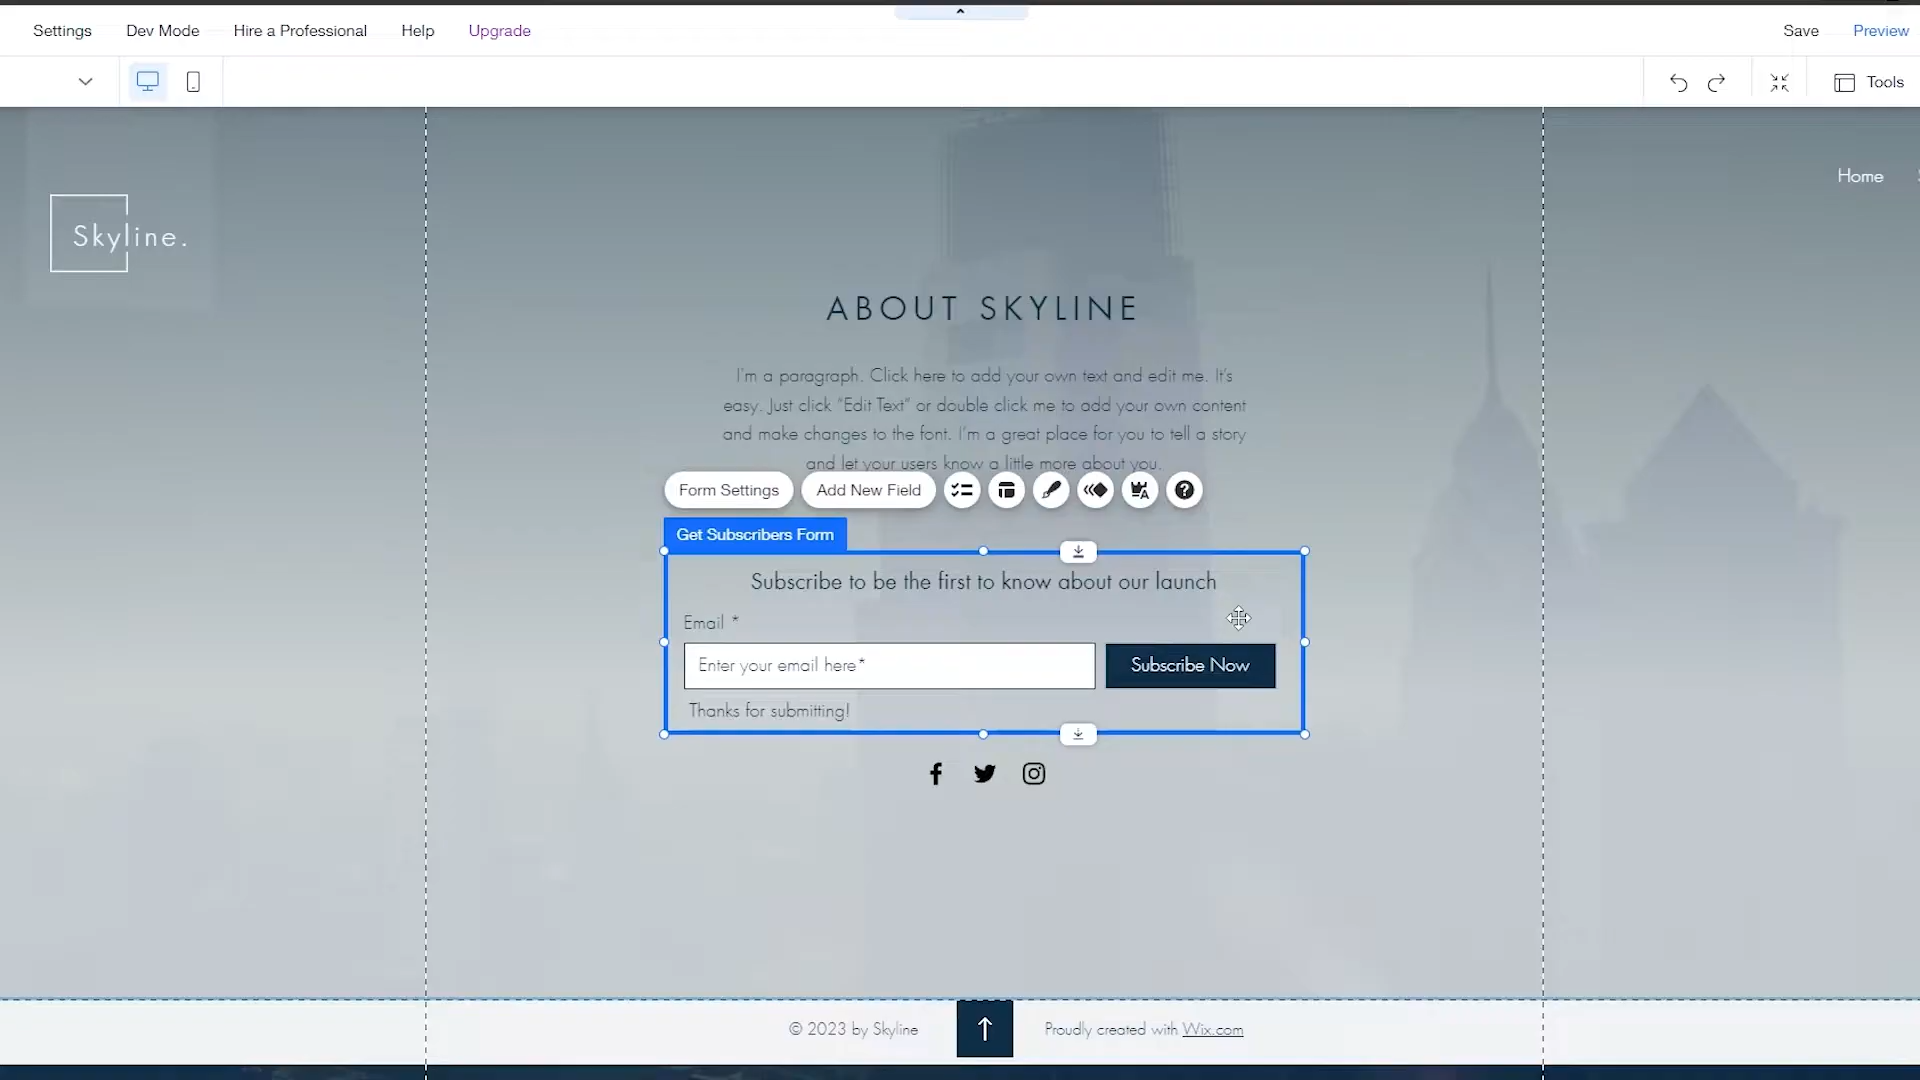 Settings Dev Mode Hire a Professional Help Upgrade Save Preview
Tools
Home
Skyline.
ABOUT SKYLINE
I'm a paragraph. Click here to add your own text and edit me. It's
easy. Just click "Edit Text" or double click me to add your own content
and make changes to the font. I'm a great place for you to tell a story
and let your users know a little more about you.
Form Settings Add New Field
Get Subscribers Form
Subscribe to be the first to know about our launch
Email *
Enter your email here*
Subscribe Now
Thanks for submitting!
© 2023 by Skyline
Proudly created with Wix.com